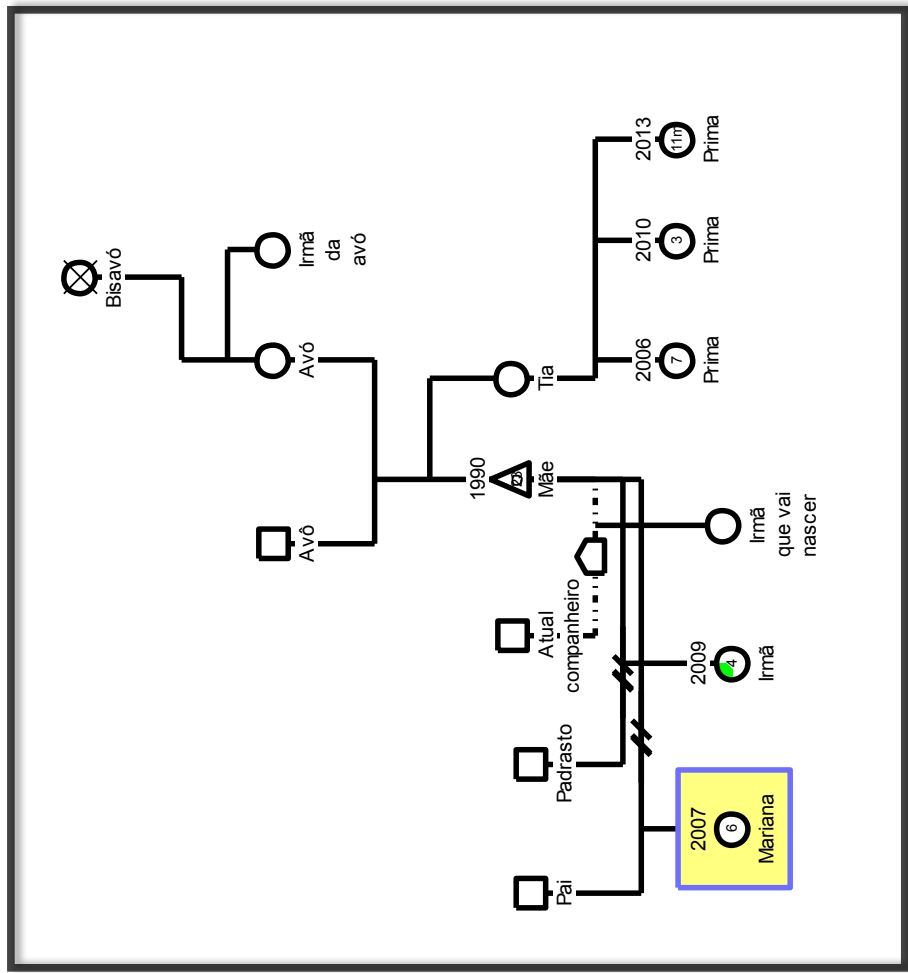 Bisavó
Avô
Avó
Irmã
da
avó
1990
Mãe
Tia
Pai
Padrasto
Atual
companheiro
2006
7
Prima
2010
3
Prima
2013
11m
Prima
2007
6
Mariana
2009
4
Irmã
Irmã
que vai
nascer